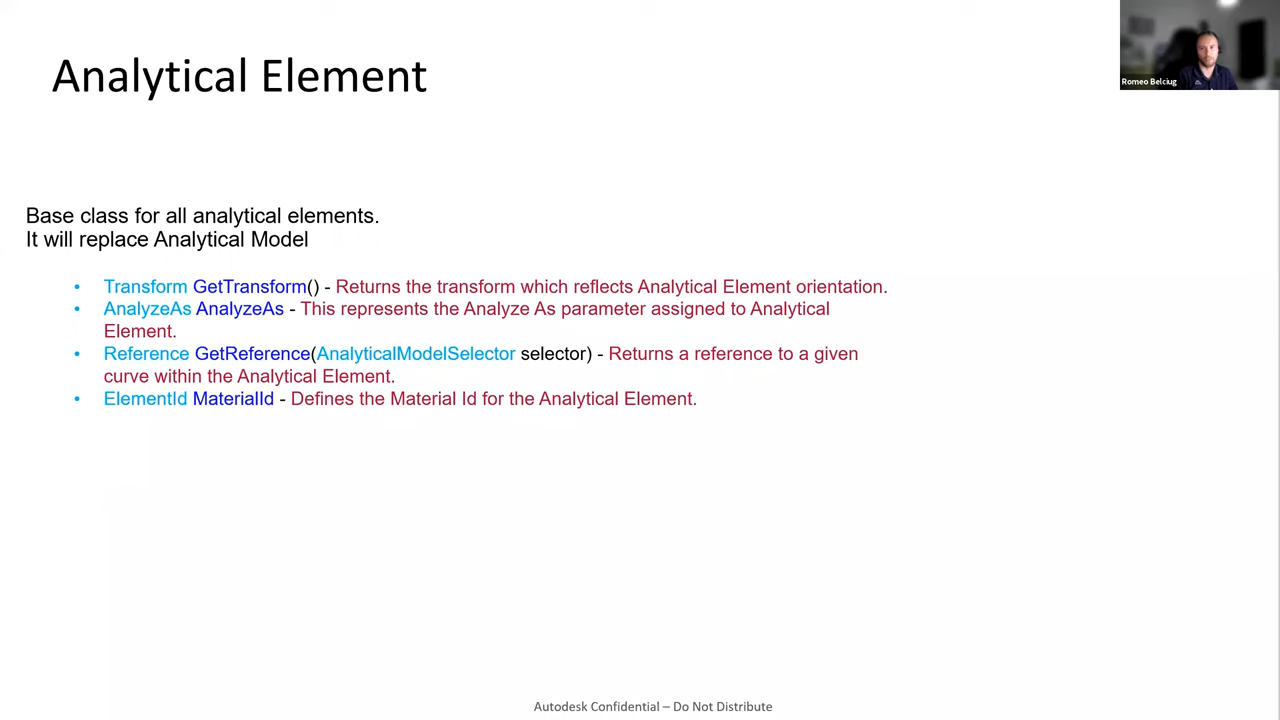 Analytical Element
Romeo Belciug
Base class for all analytical elements.
It will replace Analytical Model
• Transform GetTransform() - Returns the transform which reflects Analytical Element orientation.
• AnalyzeAs AnalyzeAs - This represents the Analyze As parameter assigned to Analytical
Element.
• Reference GetReference(AnalyticalModelSelector selector) - Returns a reference to a given
curve within the Analytical Element.
• ElementId MaterialId - Defines the Material Id for the Analytical Element.
Autodesk Confidential – Do Not Distribute